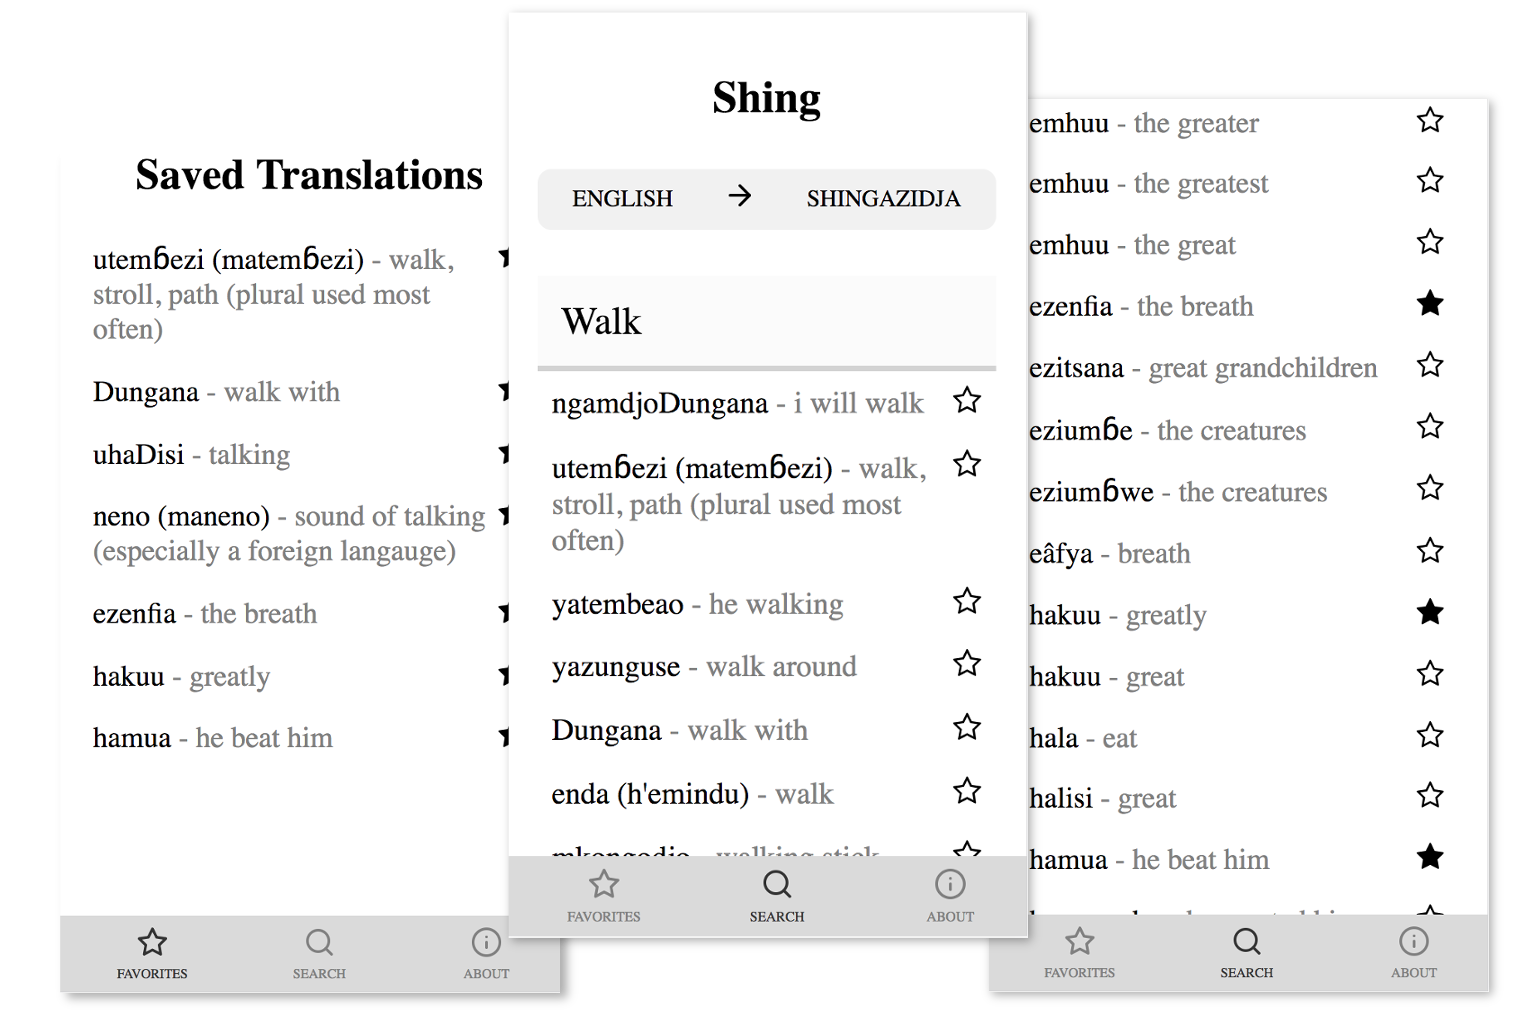 Saved Translations
utemɓezi (matemɓezi) - walk,
stroll, path (plural used most
often)
Dungana - walk with
uhaDisi - talking
neno (maneno) - sound of talking
(especially a foreign langauge)
ezenfia - the breath
hakuu - greatly
hamua - he beat him
FAVORITES
SEARCH
ABOUT
Shing
ENGLISH → SHINGAZIDJA
Walk
ngamdjoDungana - i will walk
utemɓezi (matemɓezi) - walk,
stroll, path (plural used most
often)
yatembeao - he walking
yazunguse - walk around
Dungana - walk with
enda (h'emindu) - walk
mkongodjo - walking stick
FAVORITES
SEARCH
ABOUT
emhuu - the greater
emhuu - the greatest
emhuu - the great
ezenfia - the breath
ezitsana - great grandchildren
eziumɓe - the creatures
eziumɓwe - the creatures
eâfya - breath
hakuu - greatly
hakuu - great
hala - eat
halisi - great
hamua - he beat him
FAVORITES
SEARCH
ABOUT